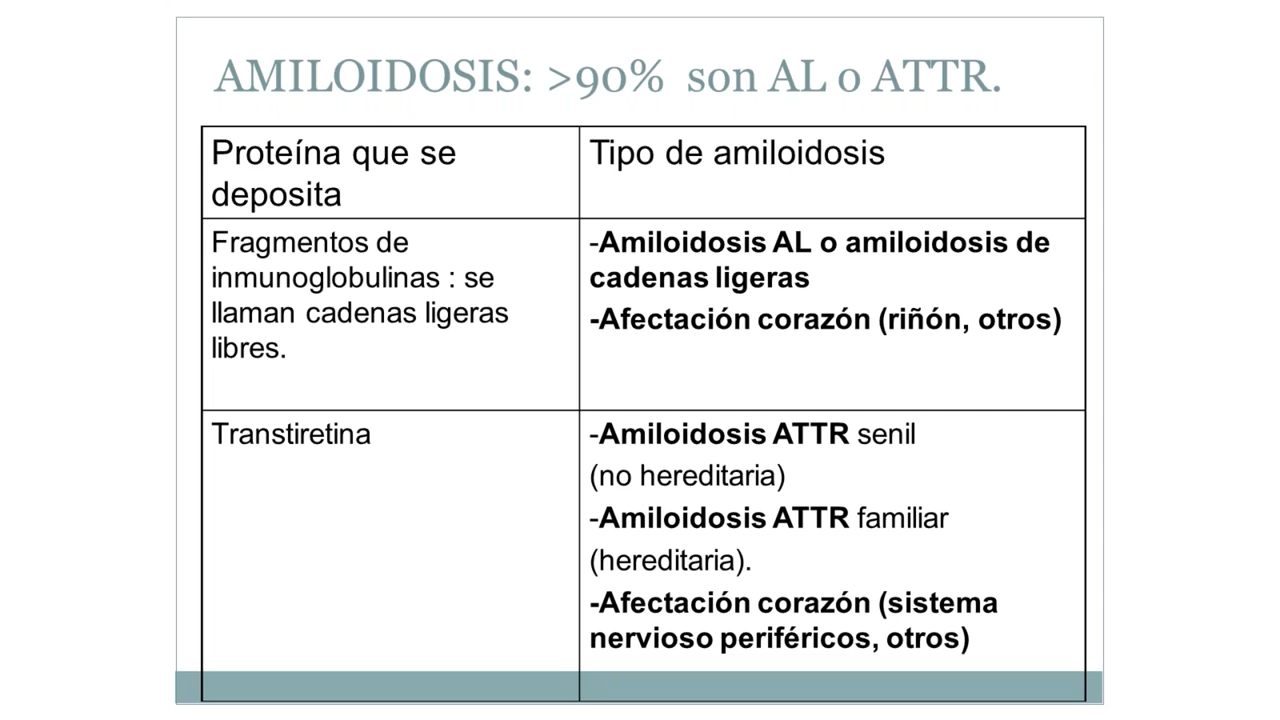 AMILOIDOSIS: >90% son AL o ATTR.
Proteína que se
deposita
Tipo de amiloidosis
Fragmentos de
inmunoglobulinas : se
llaman cadenas ligeras
libres.
-Amiloidosis AL o amiloidosis de
cadenas ligeras
-Afectación corazón (riñón, otros)
Transtiretina
-Amiloidosis ATTR senil
(no hereditaria)
-Amiloidosis ATTR familiar
(hereditaria).
-Afectación corazón (sistema
nervioso periféricos, otros)